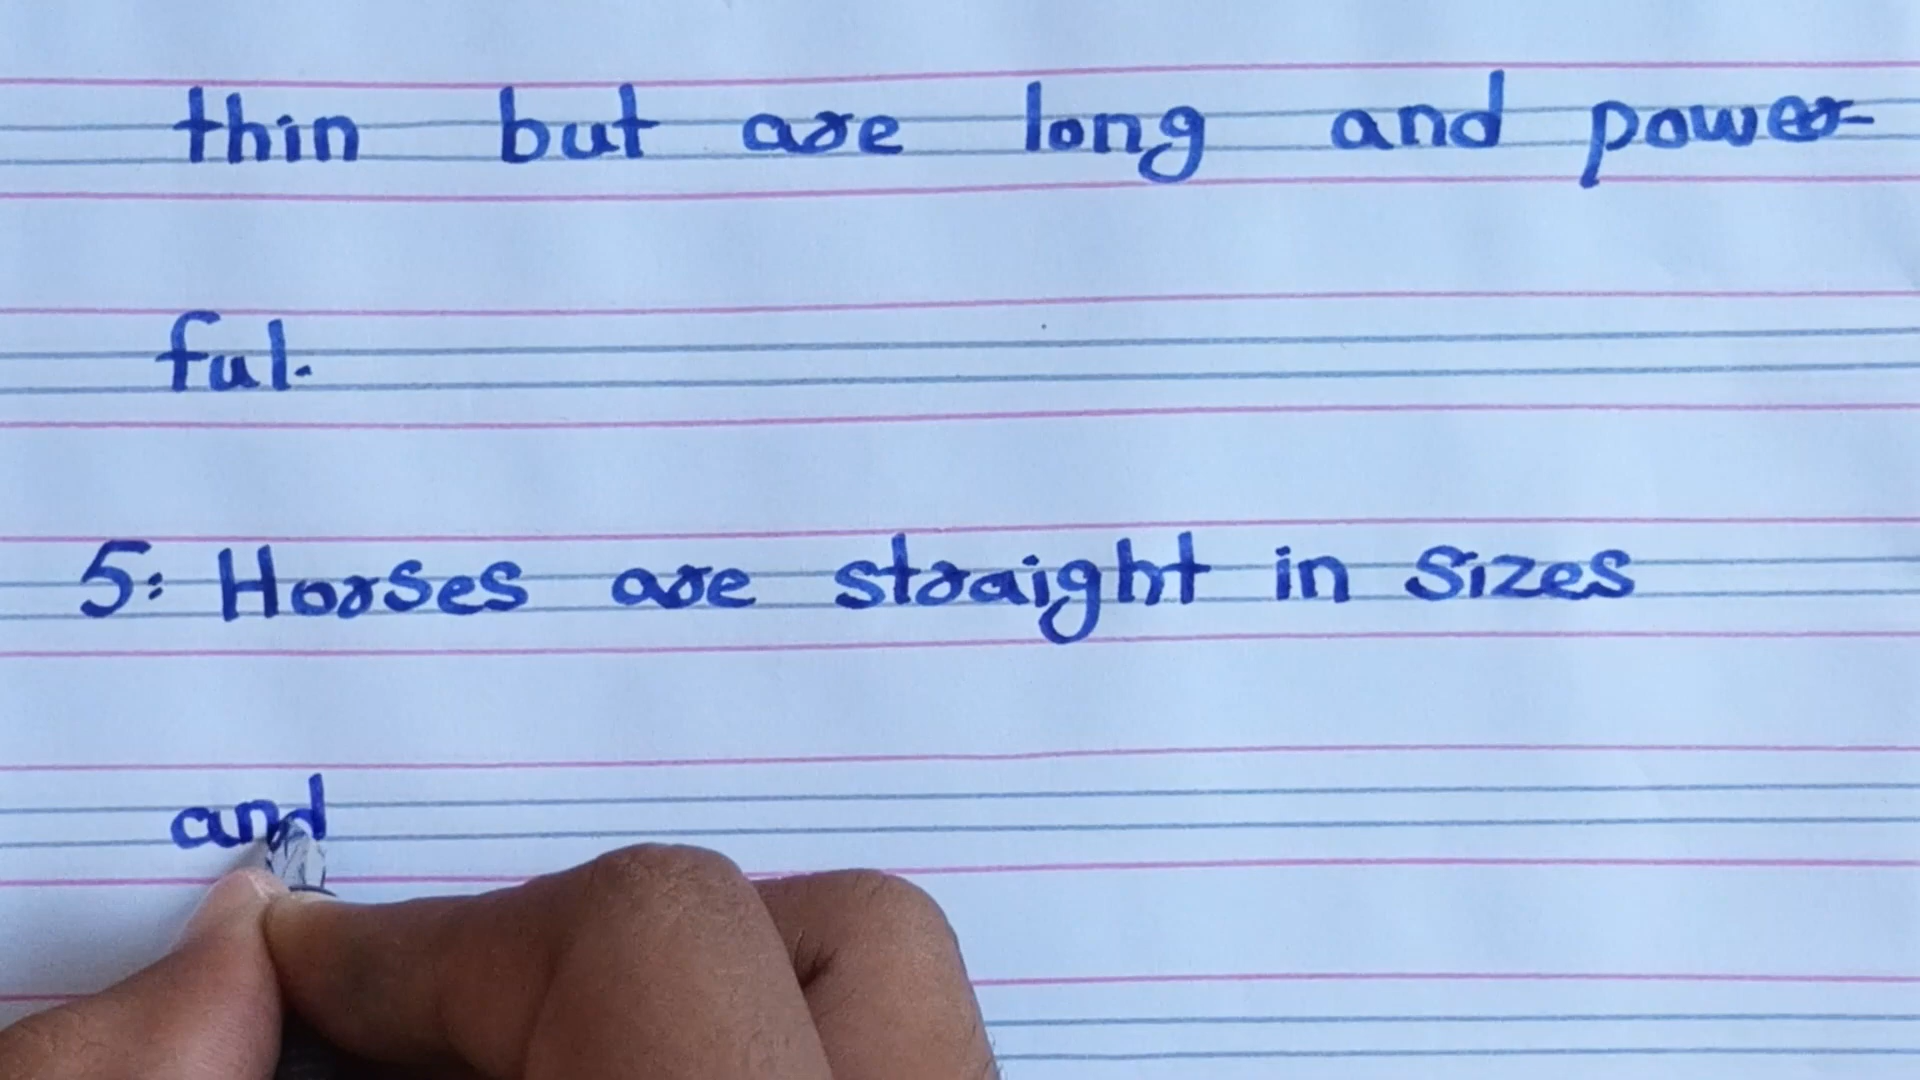 thin but are long and power-
ful.
5: Horses are straight in sizes
and